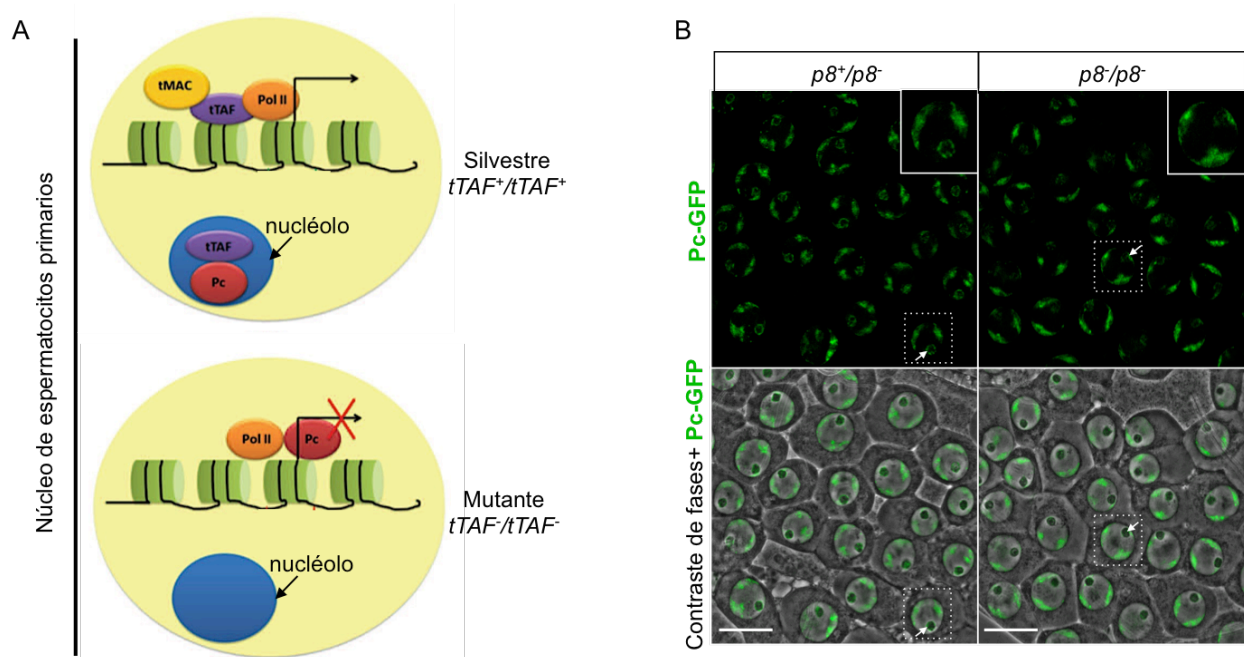 A
Núcleo de espermatocitos primarios
tMAC
tTAF
Pol II
nucléolo
tTAF
Pc
Silvestre
tTAF⁺/tTAF⁺
Pol II
Pc
nucléolo
Mutante
tTAF⁻/tTAF⁻
B
p8⁺/p8⁻
p8⁻/p8⁻
Pc-GFP
Contraste de fases+ Pc-GFP